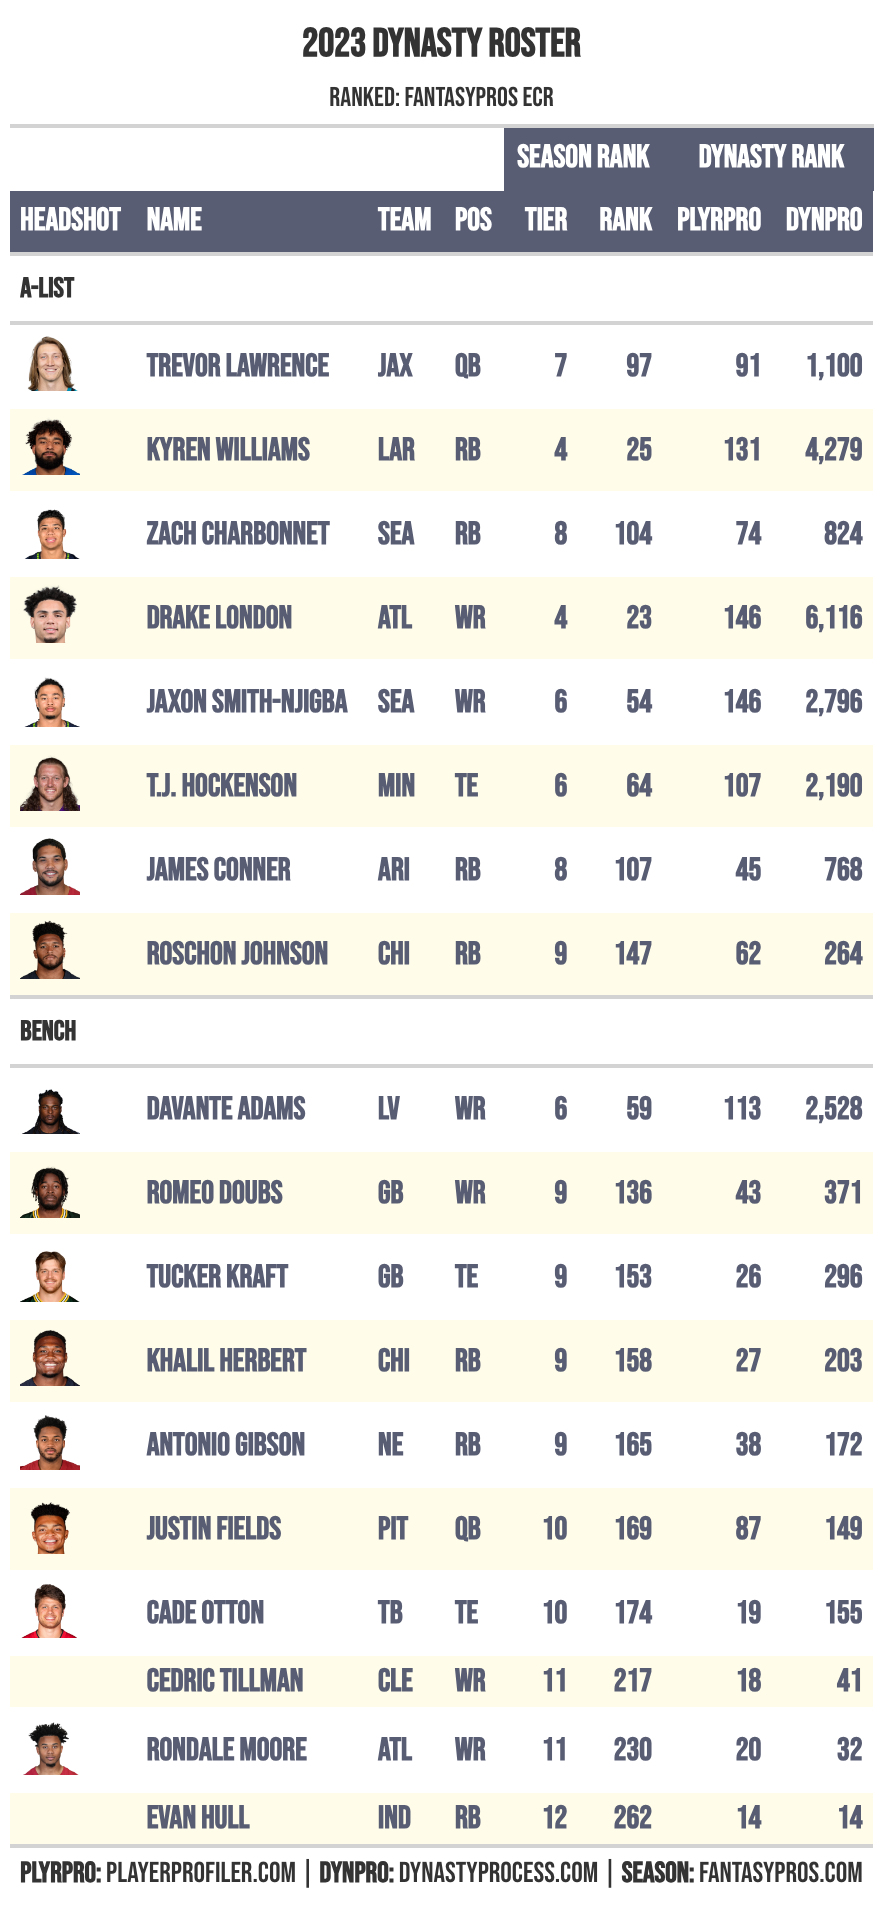 2023 DYNASTY ROSTER
RANKED: FANTASYPROS ECR
SEASON RANK DYNASTY RANK
HEADSHOT NAME TEAM POS TIER RANK PLYRPRO DYNPRO
A-LIST
TREVOR LAWRENCE JAX QB 7 97 91 1,100
KYREN WILLIAMS LAR RB 4 25 131 4,279
ZACH CHARBONNET SEA RB 8 104 74 824
DRAKE LONDON ATL WR 4 23 146 6,116
JAXON SMITH-NJIGBA SEA WR 6 54 146 2,796
T.J. HOCKENSON MIN TE 6 64 107 2,190
JAMES CONNER ARI RB 8 107 45 768
ROSCHON JOHNSON CHI RB 9 147 62 264
BENCH
DAVANTE ADAMS LV WR 6 59 113 2,528
ROMEO DOUBS GB WR 9 136 43 371
TUCKER KRAFT GB TE 9 153 26 296
KHALIL HERBERT CHI RB 9 158 27 203
ANTONIO GIBSON NE RB 9 165 38 172
JUSTIN FIELDS PIT QB 10 169 87 149
CADE OTTON TB TE 10 174 19 155
CEDRIC TILLMAN CLE WR 11 217 18 41
RONDALE MOORE ATL WR 11 230 20 32
EVAN HULL IND RB 12 262 14 14
PLYRPRO: PLAYERPROFILER.COM | DYNPRO: DYNASTYPROCESS.COM | SEASON: FANTASYPROS.COM